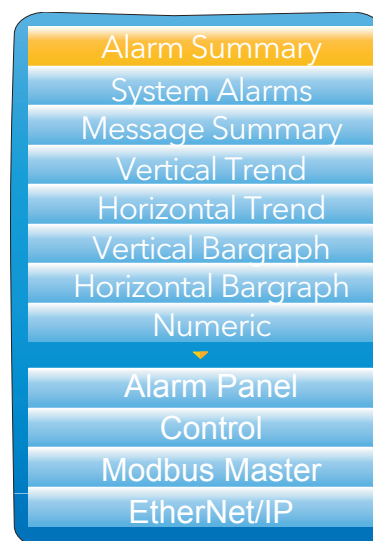 Alarm Summary
System Alarms
Message Summary
Vertical Trend
Horizontal Trend
Vertical Bargraph
Horizontal Bargraph
Numeric
Alarm Panel
Control
Modbus Master
EtherNet/IP